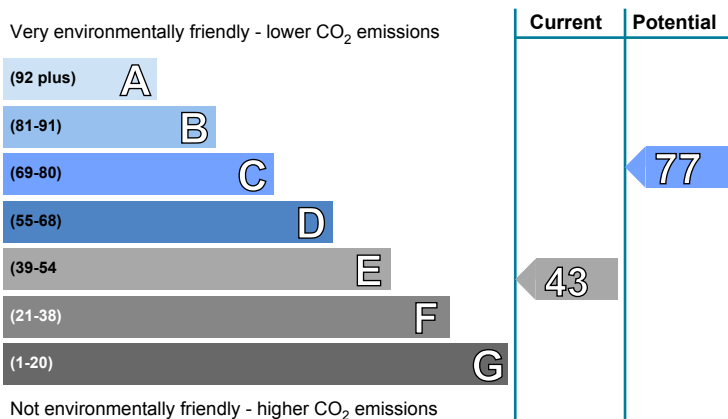 Very environmentally friendly - lower CO2 emissions
Current
Potential
(92 plus) A
(81-91) B
(69-80) C
77
(55-68) D
(39-54 E
43
(21-38) F
(1-20) G
Not environmentally friendly - higher CO2 emissions